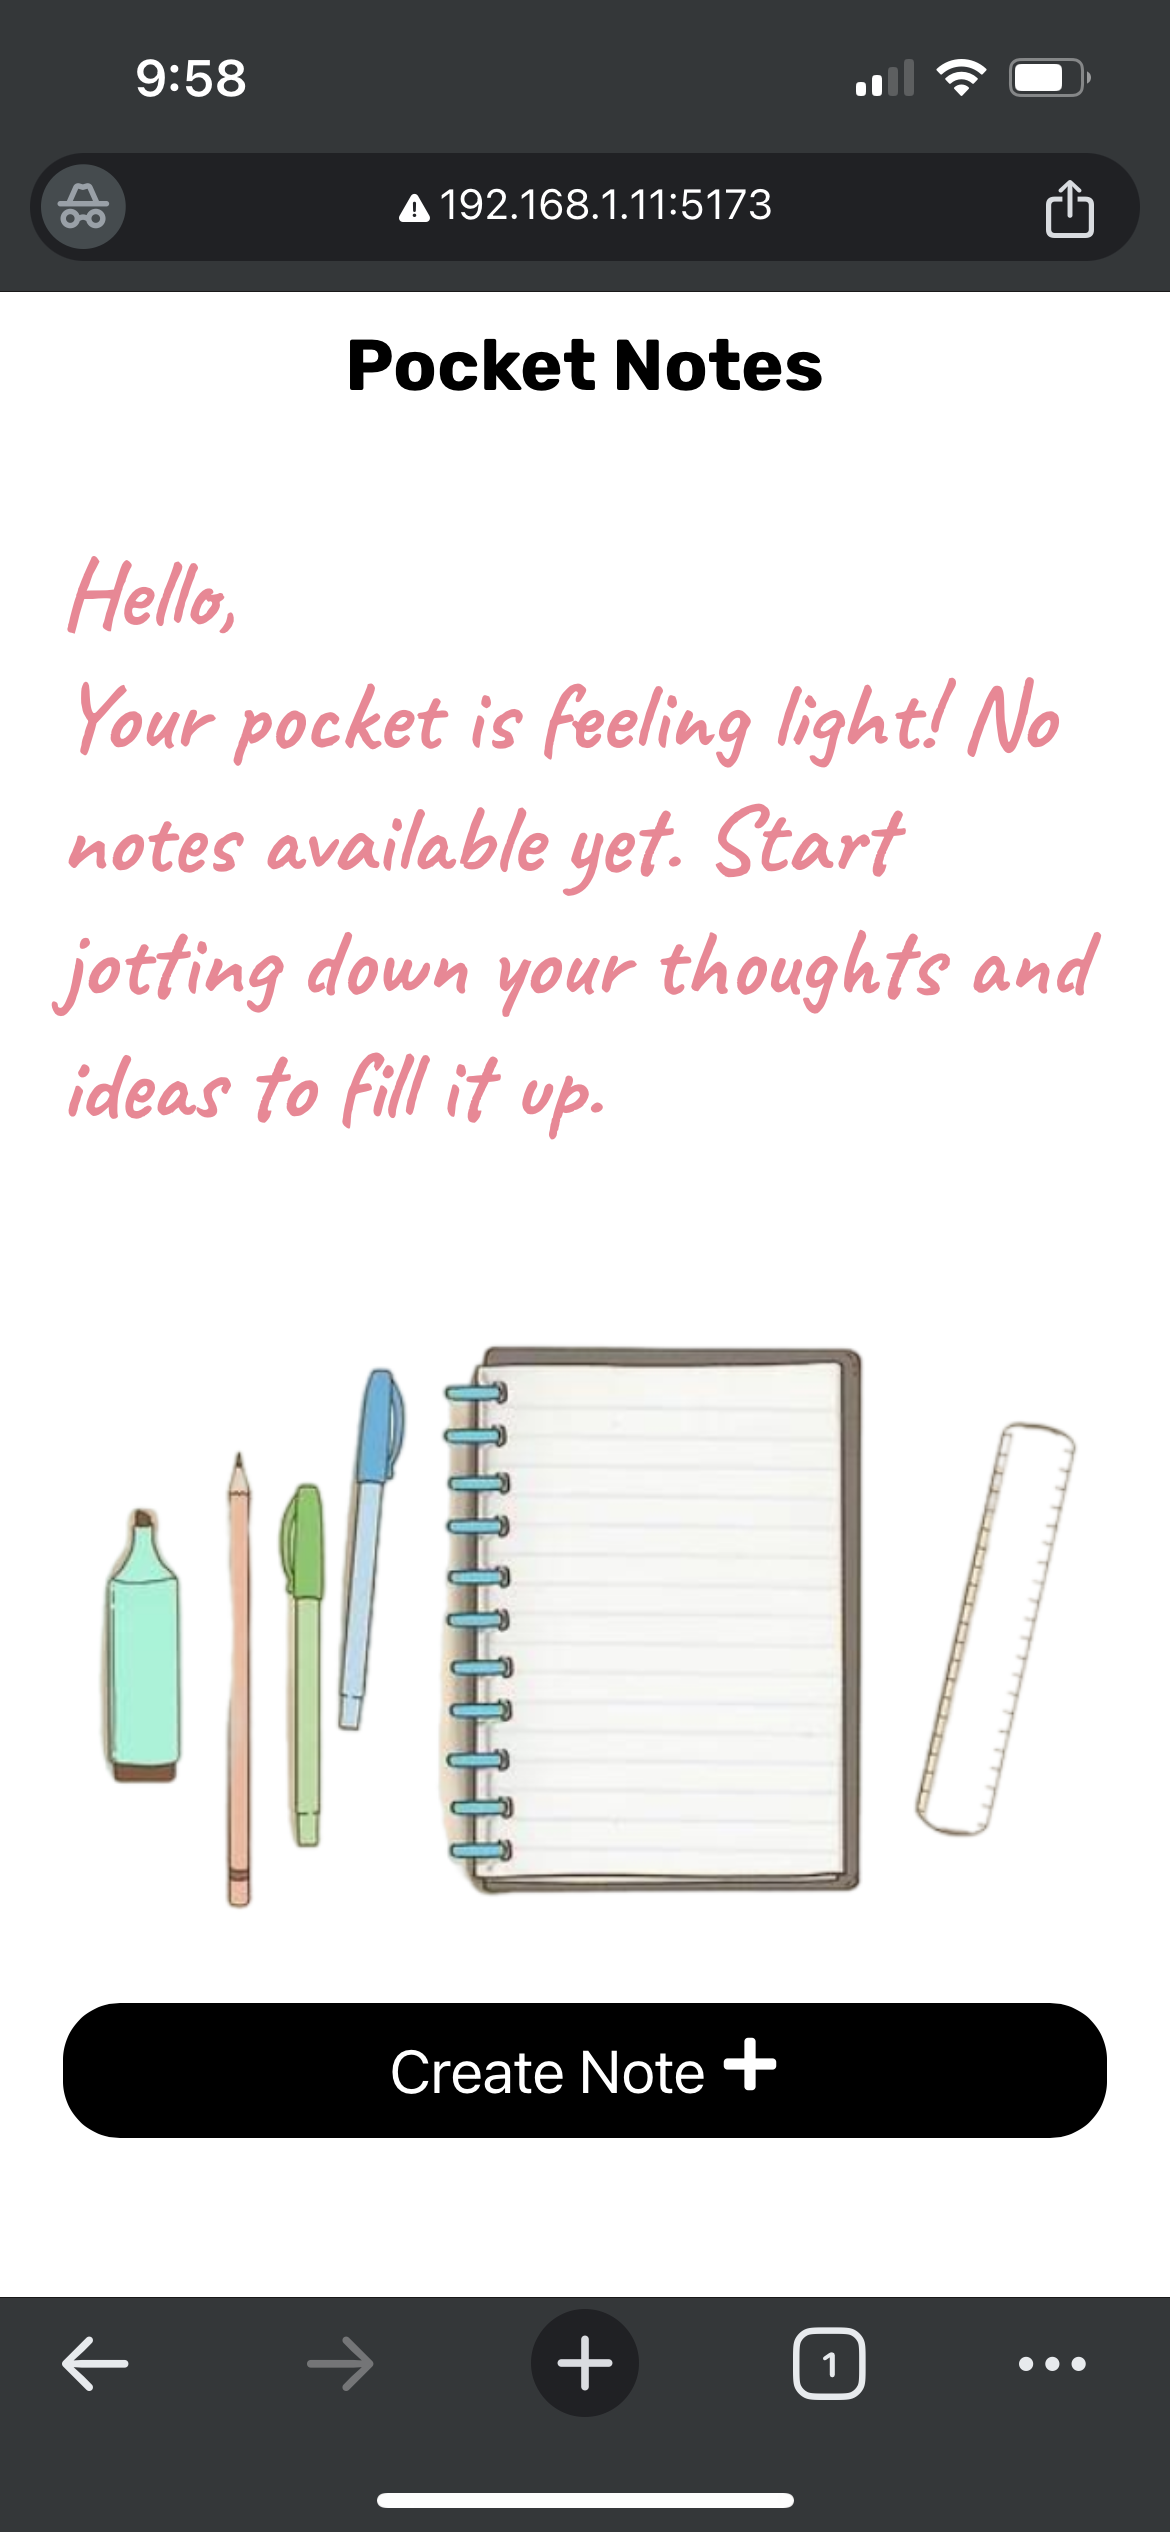 9:58
192.168.1.11:5173
Pocket Notes
Hello,
Your pocket is feeling light! No
notes available yet. Start
jotting down your thoughts and
ideas to fill it up.
Create Note +
1